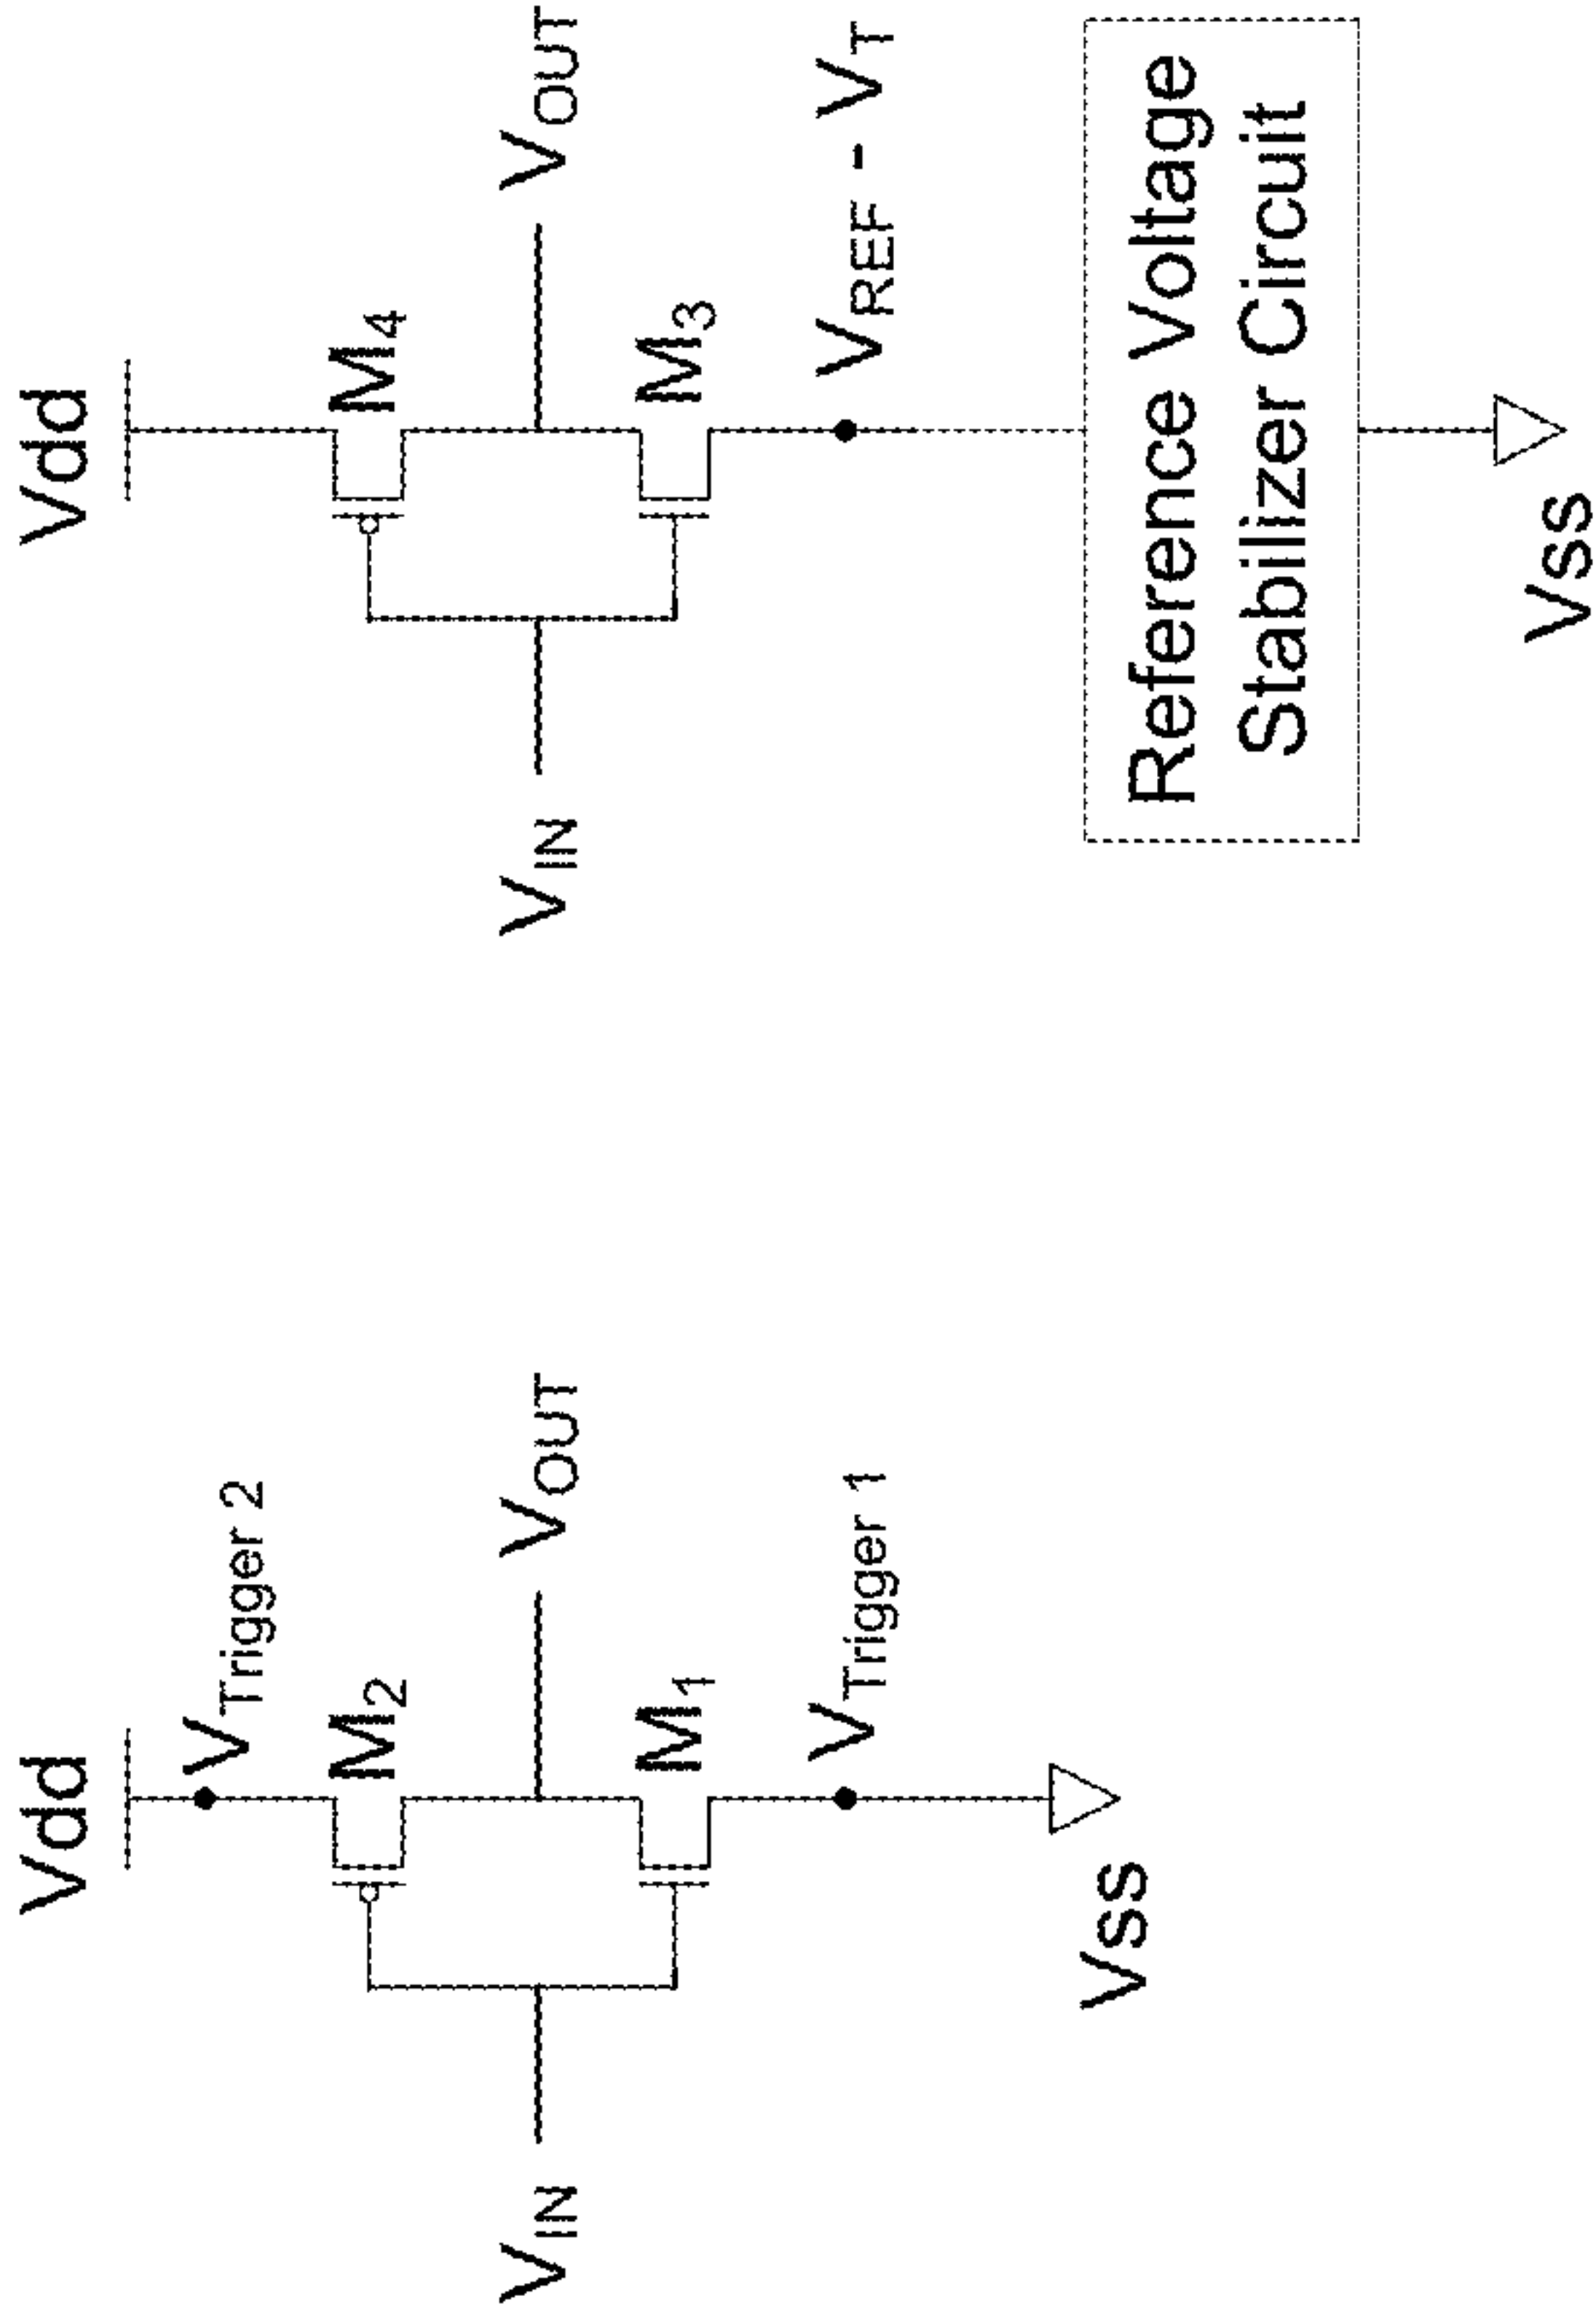 Vdd
VTrigger 2
M2
VIN
VOUT
M1
VTrigger 1
Vss
Vdd
M4
VIN
VOUT
M3
VREF - VT
Reference Voltage
Stabilizer Circuit
Vss